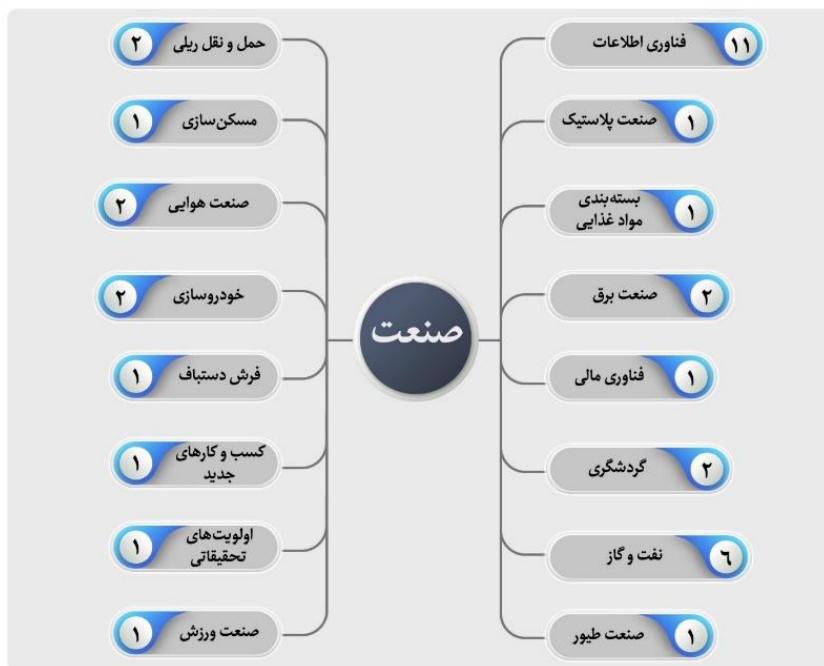 فناوری اطلاعات ۱۱
صنعت پلاستیک ۱
بسته‌بندی
مواد غذایی ۱
صنعت برق ۲
فناوری مالی ۱
گردشگری ۲
نفت و گاز ٦
صنعت طیور ۱
صنعت
حمل و نقل ریلی ۲
مسکن‌سازی ۱
صنعت هوایی ۲
خودروسازی ۲
فرش دستباف ۱
کسب و کارهای
جدید ۱
اولویت‌های
تحقیقاتی ۱
صنعت ورزش ۱